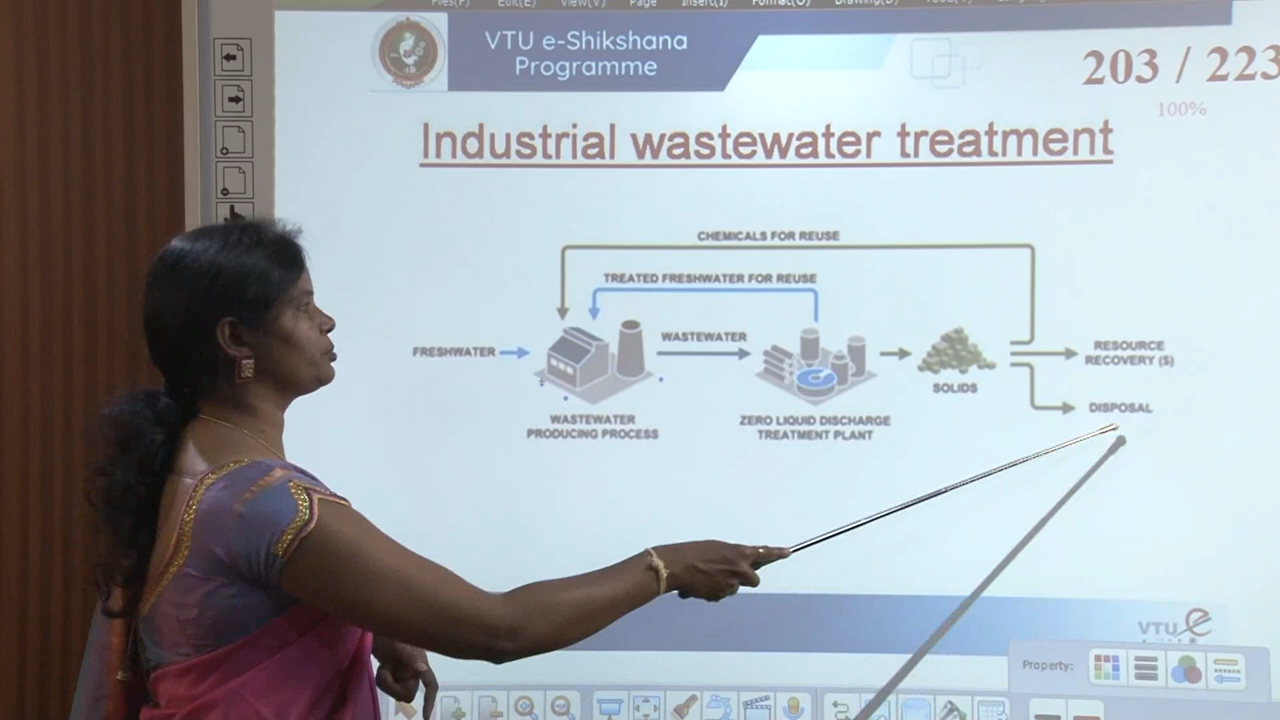 VTU e-Shikshana
Programme
203 / 223
100%
Industrial wastewater treatment
CHEMICALS FOR REUSE
TREATED FRESHWATER FOR REUSE
FRESHWATER
WASTEWATER
RESOURCE
RECOVERY ($)
SOLIDS
DISPOSAL
WASTEWATER
PRODUCING PROCESS
ZERO LIQUID DISCHARGE
TREATMENT PLANT
VTU e
Property: